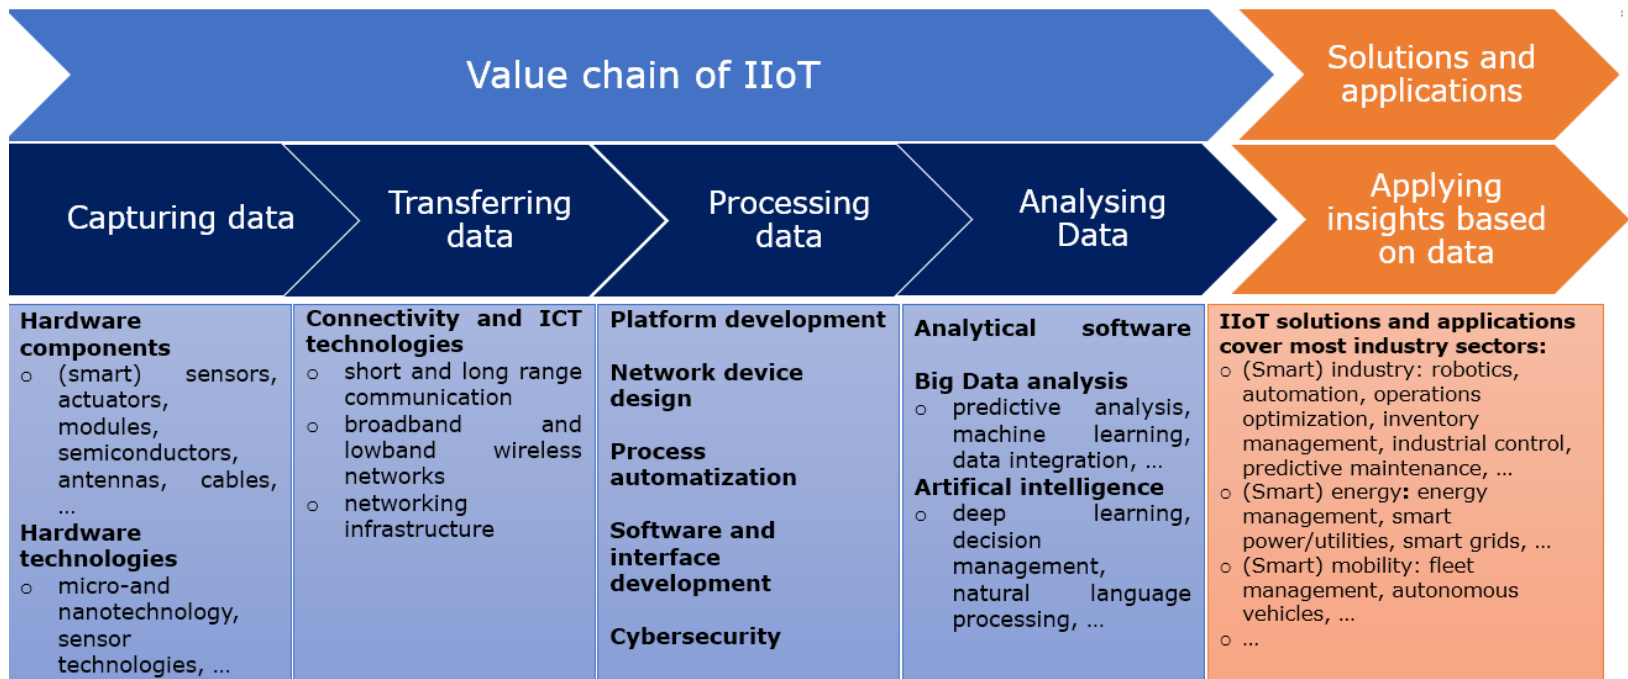 Value chain of IIoT
Solutions and
applications
Capturing data
Transferring
data
Processing
data
Analysing
Data
Applying
insights based
on data
Hardware
components
o (smart) sensors,
actuators,
modules,
semiconductors,
antennas, cables,
...
Hardware
technologies
o micro-and
nanotechnology,
sensor
technologies, ...
Connectivity and ICT
technologies
o short and long range
communication
o broadband and
lowband wireless
networks
o networking
infrastructure
Platform development
Network device
design
Process
automatization
Software and
interface
development
Cybersecurity
Analytical software
Big Data analysis
o predictive analysis,
machine learning,
data integration, ...
Artifical intelligence
o deep learning,
decision
management,
natural language
processing, ...
IIoT solutions and applications
cover most industry sectors:
o (Smart) industry: robotics,
automation, operations
optimization, inventory
management, industrial control,
predictive maintenance, ...
o (Smart) energy: energy
management, smart
power/utilities, smart grids, ...
o (Smart) mobility: fleet
management, autonomous
vehicles, ...
o ...